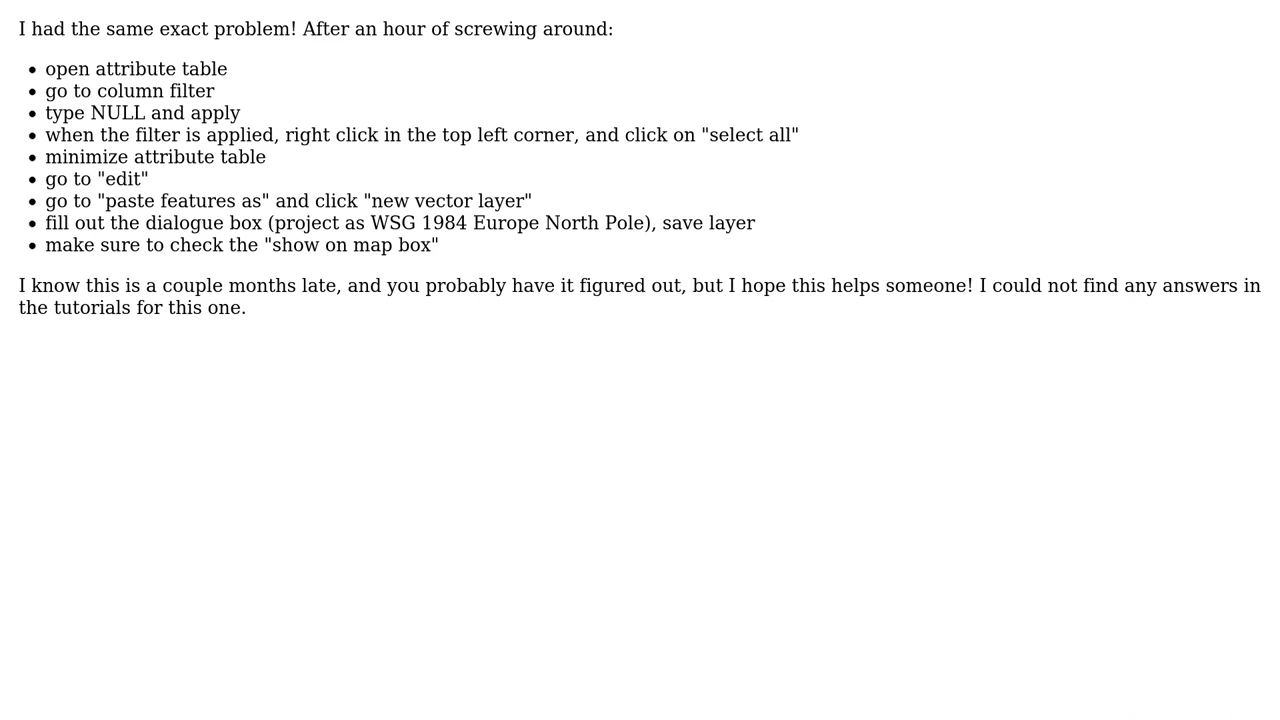 I had the same exact problem! After an hour of screwing around:
• open attribute table
• go to column filter
• type NULL and apply
• when the filter is applied, right click in the top left corner, and click on "select all"
• minimize attribute table
• go to "edit"
• go to "paste features as" and click "new vector layer"
• fill out the dialogue box (project as WSG 1984 Europe North Pole), save layer
• make sure to check the "show on map box"
I know this is a couple months late, and you probably have it figured out, but I hope this helps someone! I could not find any answers in
the tutorials for this one.